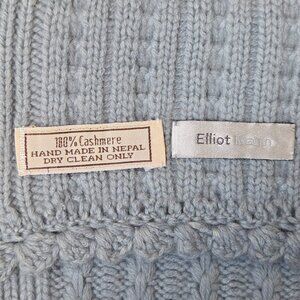 100% Cashmere
HAND MADE IN NEPAL
DRY CLEAN ONLY
Elliot